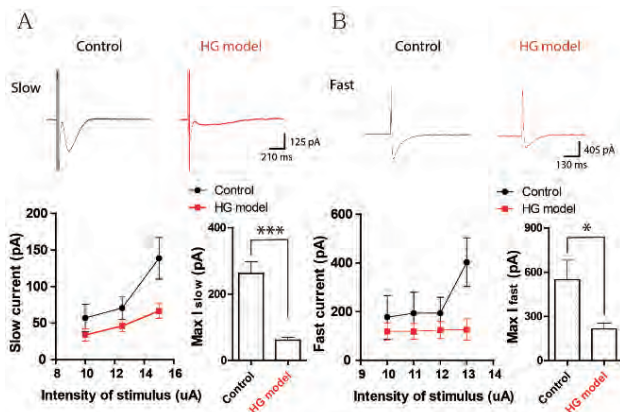 A
Control
HG model
Slow
125 pA
210 ms
Control
HG model
Slow current (pA)
200
150
100
50
0
8
10
12
14
16
Intensity of stimulus (uA)
Max I slow (pA)
400
200
0
***
Control
HG model
B
Control
HG model
Fast
405 pA
130 ms
Control
HG model
Fast current (pA)
600
400
200
0
9
10
11
12
13
14
Intensity of stimulus (uA)
Max I fast (pA)
900
600
300
0
*
Control
HG model